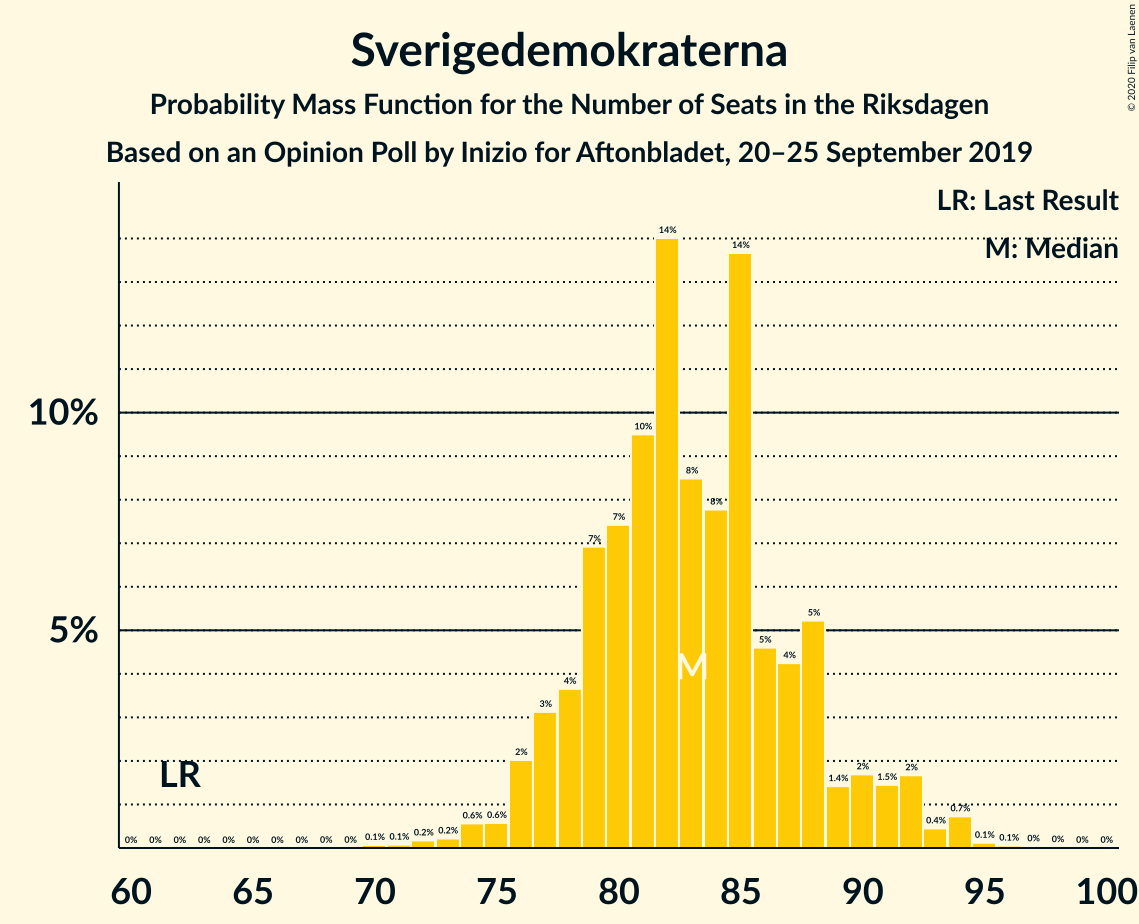 Sverigedemokraterna
Probability Mass Function for the Number of Seats in the Riksdagen
Based on an Opinion Poll by Inizio for Aftonbladet, 20–25 September 2019
© 2020 Filip van Laenen
LR: Last Result
M: Median
10%
5%
LR
M
0% 0% 0% 0% 0% 0% 0% 0% 0% 0% 0.1% 0.1% 0.2% 0.2% 0.6% 0.6% 2% 3% 4% 7% 7% 10% 14% 8% 8% 14% 5% 4% 5% 1.4% 2% 1.5% 2% 0.4% 0.7% 0.1% 0.1% 0% 0% 0% 0%
60 65 70 75 80 85 90 95 100